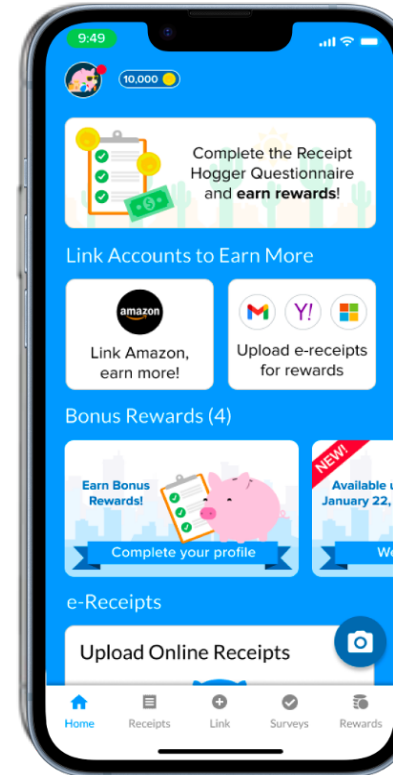 9:49
10,000
Complete the Receipt
Hogger Questionnaire
and earn rewards!
Link Accounts to Earn More
amazon
Link Amazon,
earn more!
Y!
Upload e-receipts
for rewards
Bonus Rewards (4)
Earn Bonus
Rewards!
Complete your profile
NEW!
Available
January 22,
e-Receipts
Upload Online Receipts
Home
Receipts
Link
Surveys
Rewards